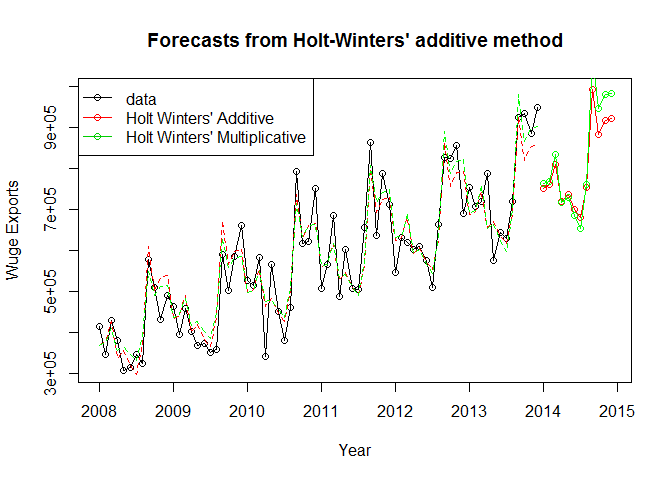 Forecasts from Holt-Winters' additive method
data
Holt Winters' Additive
Holt Winters' Multiplicative
Wuge Exports
9e+05
7e+05
5e+05
3e+05
2008 2009 2010 2011 2012 2013 2014 2015
Year